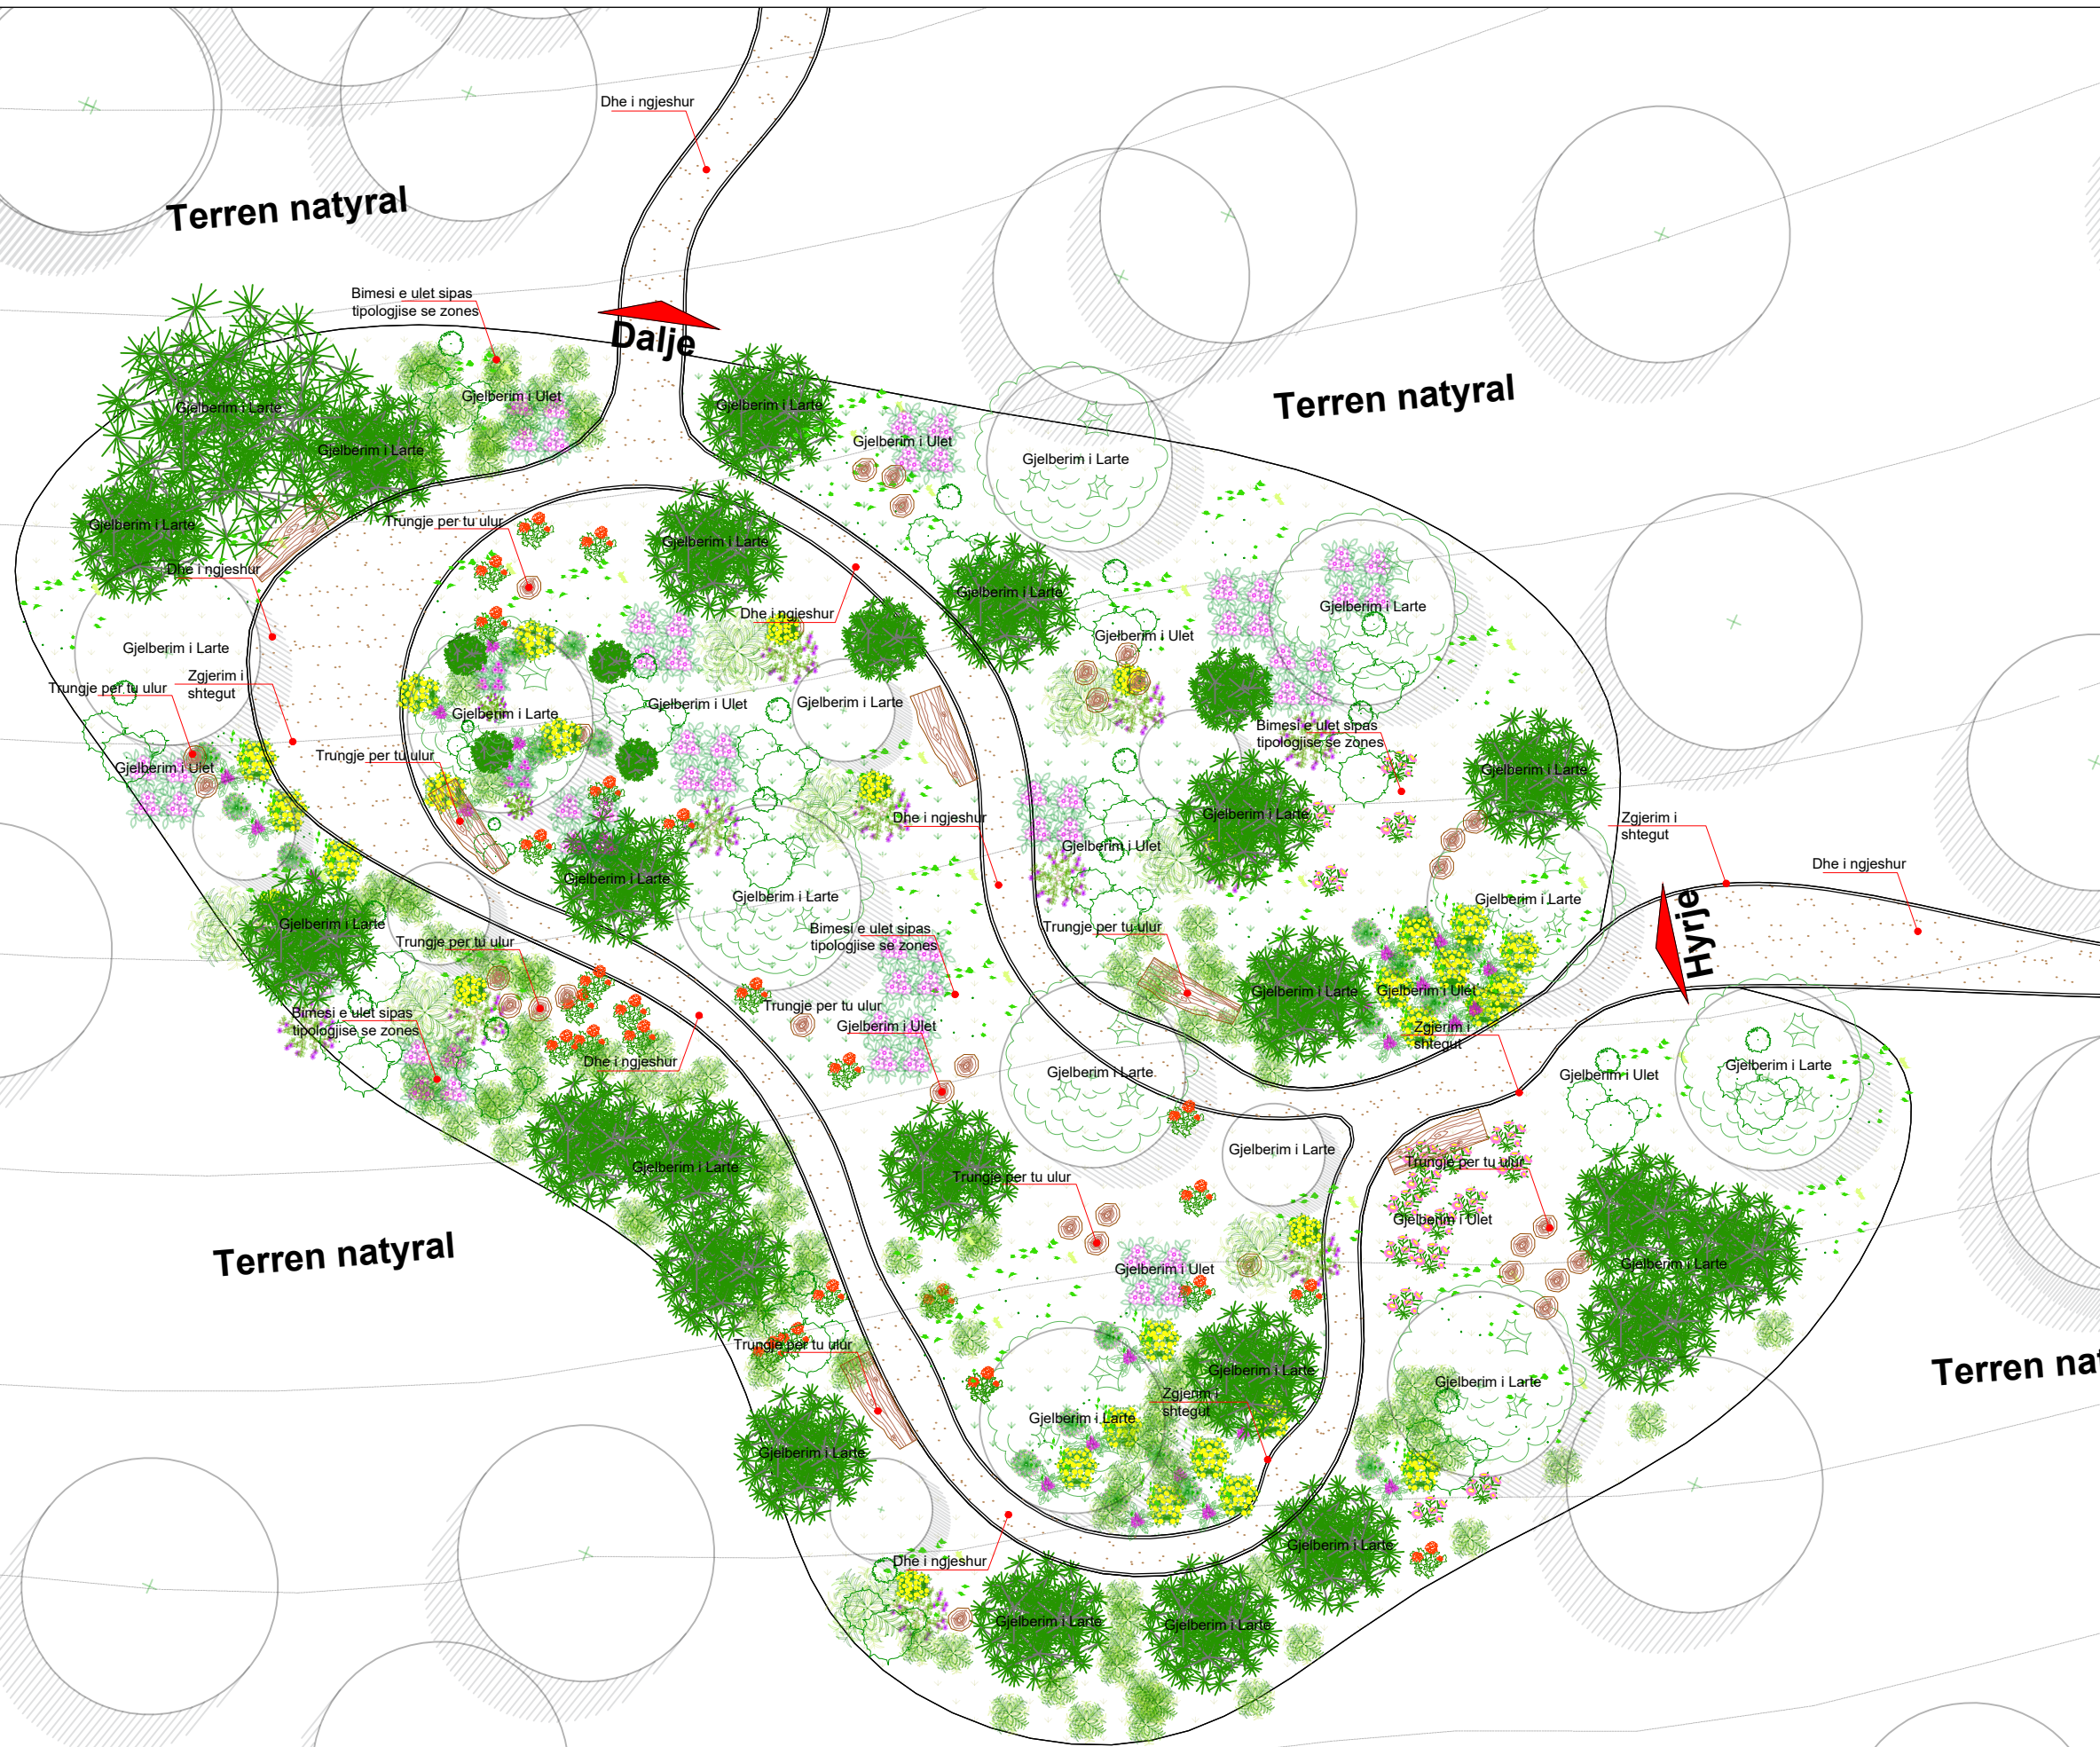 Dhe i ngjeshur
Terren natyral
Bimesi e ulet sipas
tipologjise se zones
Dalje
Terren natyral
Gjelberim i Ulet
Gjelberim i Larte
Gjelberim i Larte
Gjelberim i Larte
Gjelberim i Ulet
Gjelberim i Larte
Gjelberim i Larte
Trungje per tu ulur
Gjelberim i Larte
Gjelberim i Larte
Dhe i ngjeshur
Gjelberim i Larte
Gjelberim i Larte
Dhe i ngjeshur
Gjelberim i Ulet
Gjelberim i Larte
Zgjerim i
shtegut
Trungje per tu ulur
Gjelberim i Ulet
Gjelberim i Larte
Gjelberim i Larte
Bimesi e ulet sipas
tipologjise se zones
Trungje per tu ulur
Gjelberim i Ulet
Gjelberim i Larte
Gjelberim i Larte
Dhe i ngjeshur
Zgjerim i
shtegut
Gjelberim i Ulet
Dhe i ngjeshur
Gjelberim i Larte
Gjelberim i Larte
Gjelberim i Larte
Gjelberim i Larte
Hyrje
Bimesi e ulet sipas
tipologjise se zones
Trungje per tu ulur
Trungje per tu ulur
Gjelberim i Larte
Gjelberim i Ulet
Trungje per tu ulur
Bimesi e ulet sipas
tipologjise se zones
Gjelberim i Ulet
Zgjerim i
shtegut
Dhe i ngjeshur
Gjelberim i Larte
Gjelberim i Ulet
Gjelberim i Larte
Gjelberim i Larte
Gjelberim i Larte
Trungje per tu ulur
Trungje per tu ulur
Gjelberim i Ulet
Terren natyral
Gjelberim i Ulet
Gjelberim i Larte
Trungje per tu ulur
Gjelberim i Larte
Gjelberim i Larte
Terren nat
Zgjerim i
shtegut
Gjelberim i Larte
Gjelberim i Larte
Gjelberim i Larte
Dhe i ngjeshur
Gjelberim i Larte
Gjelberim i Larte